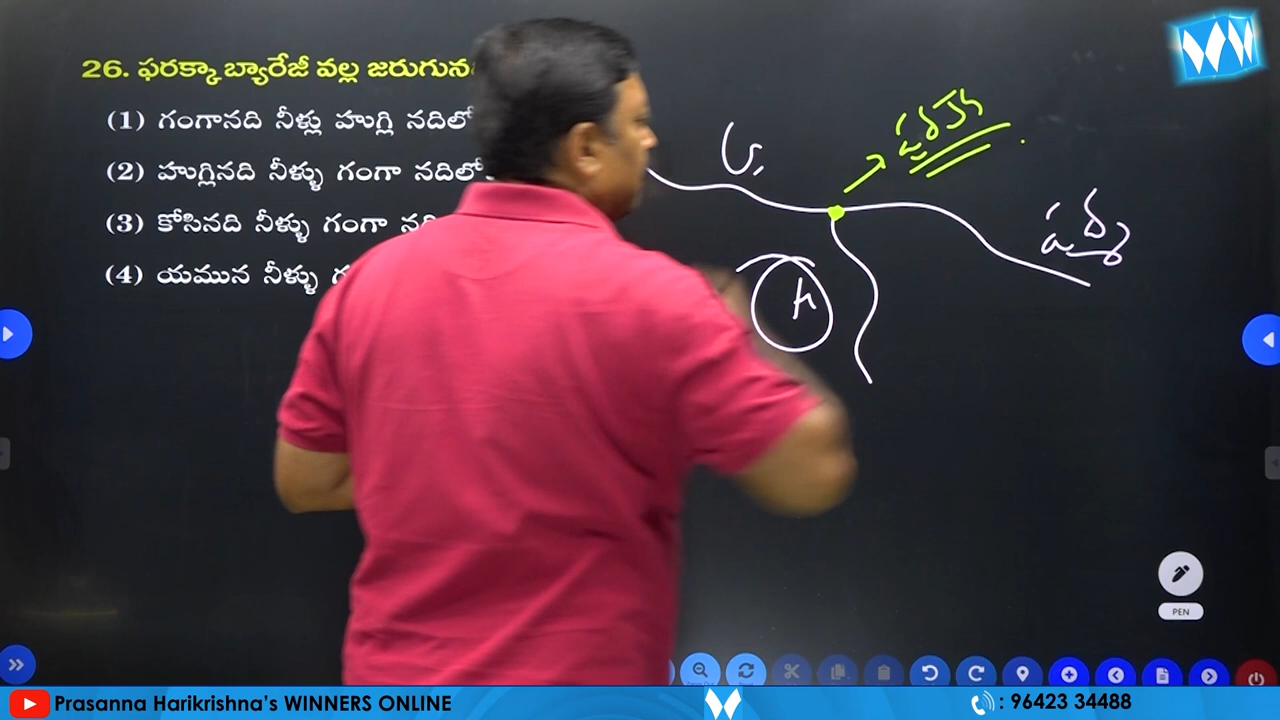 26. ఫరక్కా బ్యారేజీ వల్ల జరుగున
(1) గంగానది నీళ్లు హుగ్లి నదిలో
(2) హుగ్లినది నీళ్ళు గంగా నదిలో
(3) కోసినది నీళ్ళు గంగా
(4) యమున నీళ్ళు
PEN
Prasanna Harikrishna's WINNERS ONLINE
: 96423 34488